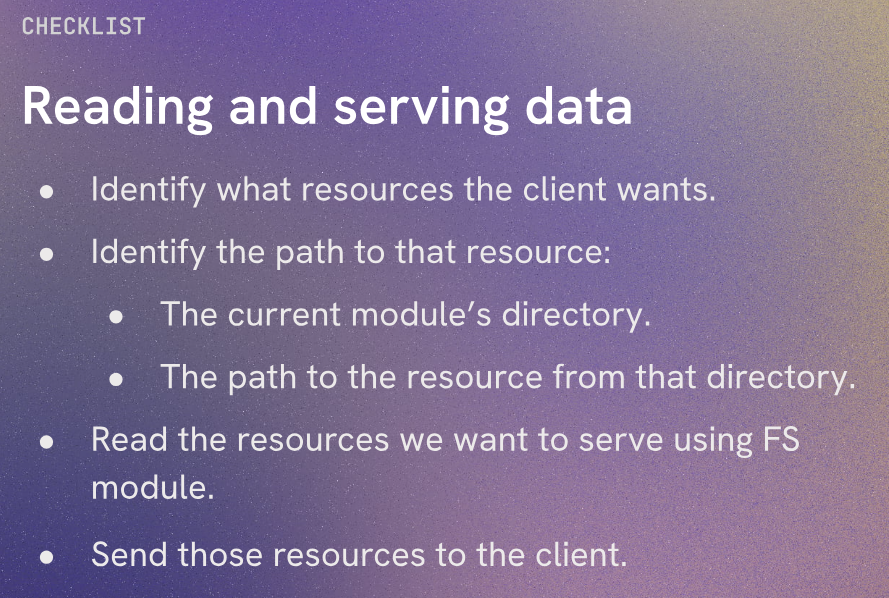 CHECKLIST
Reading and serving data
● Identify what resources the client wants.
● Identify the path to that resource:
● The current module’s directory.
● The path to the resource from that directory.
● Read the resources we want to serve using FS
module.
● Send those resources to the client.